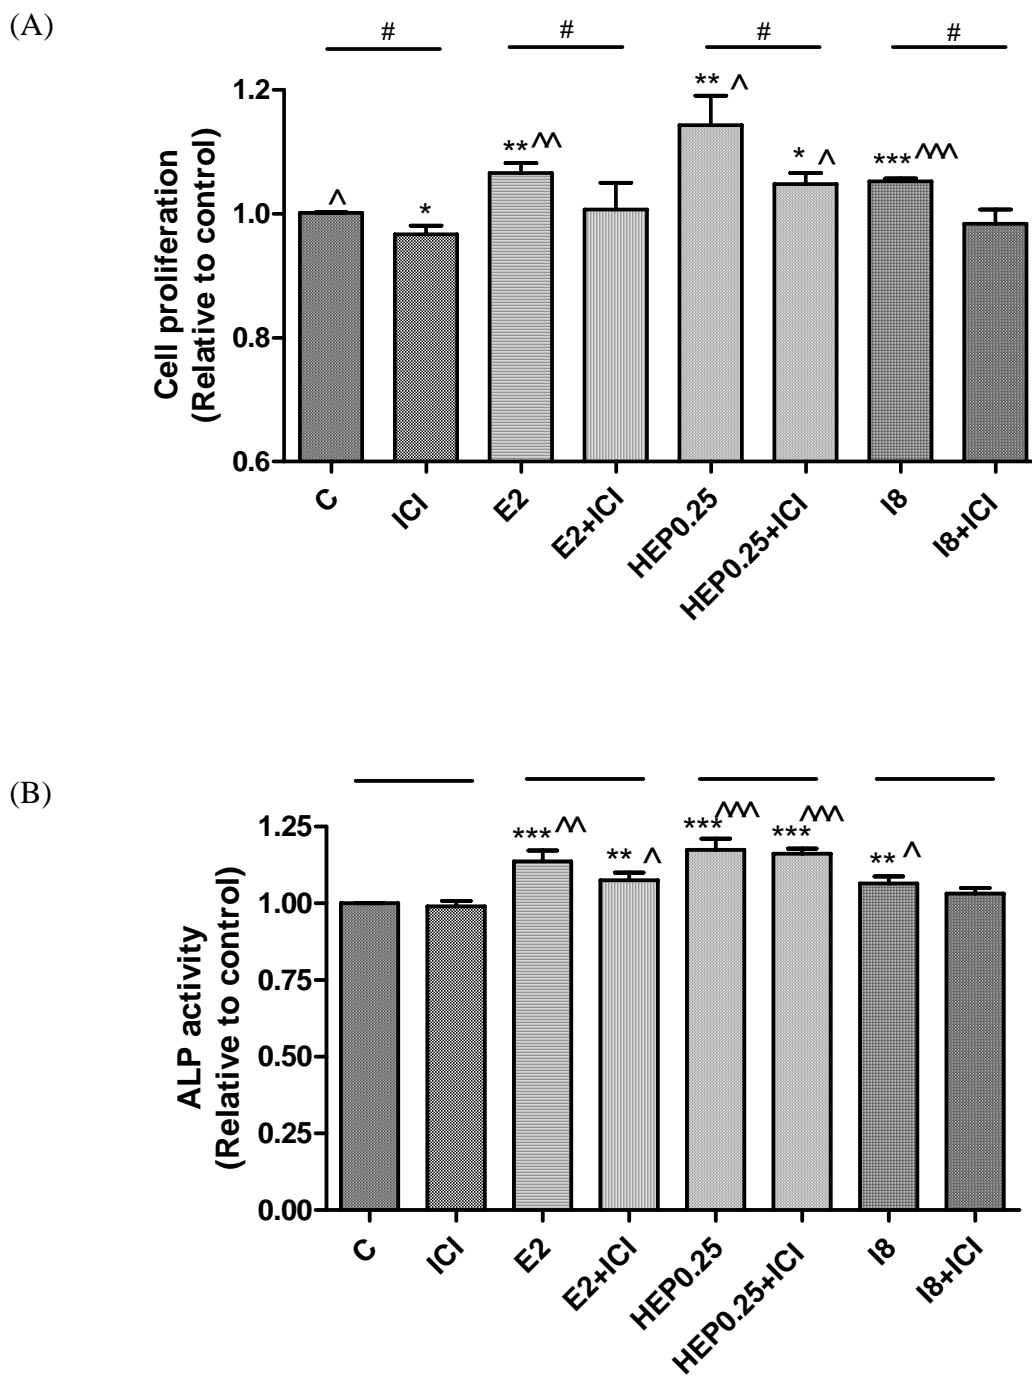 (A)
# # # #
** ^
** ^^ * ^ *** ^^^
^ *
1.2
1.0
0.8
0.6
Cell proliferation
(Relative to control)
C ICI E2 E2+ICI HEP0.25 HEP0.25+ICI I8 I8+ICI
(B)
*** ^^ ** ^ *** ^^^ *** ^^^ ** ^
1.25
1.00
0.75
0.50
0.25
0.00
ALP activity
(Relative to control)
C ICI E2 E2+ICI HEP0.25 HEP0.25+ICI I8 I8+ICI